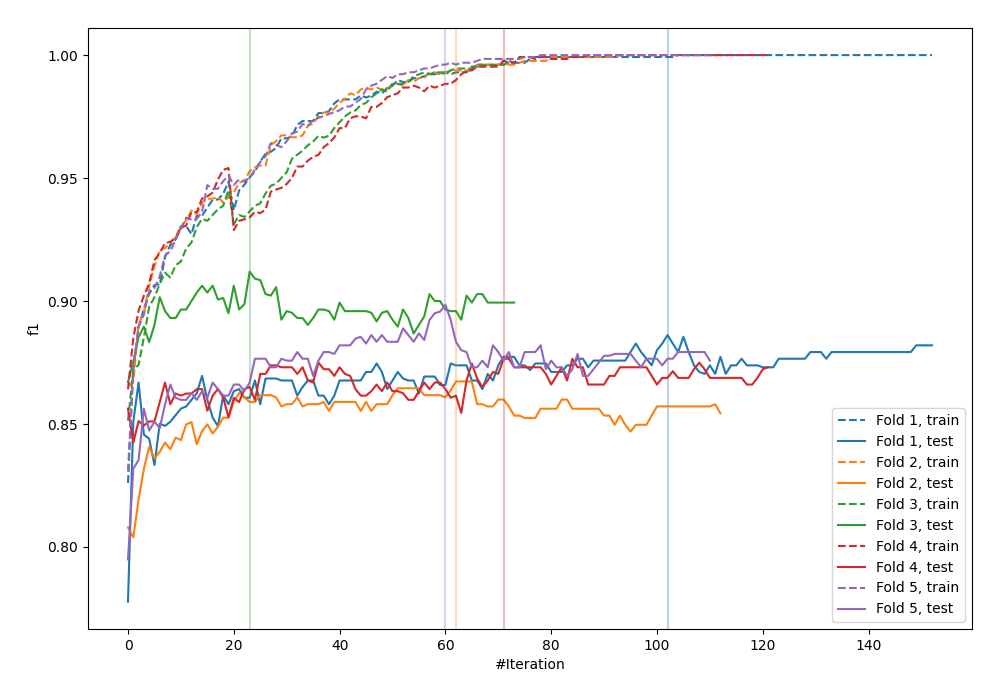 1.00
0.95
0.90
0.85
0.80
f1
0 20 40 60 80 100 120 140
#Iteration
Fold 1, train
Fold 1, test
Fold 2, train
Fold 2, test
Fold 3, train
Fold 3, test
Fold 4, train
Fold 4, test
Fold 5, train
Fold 5, test